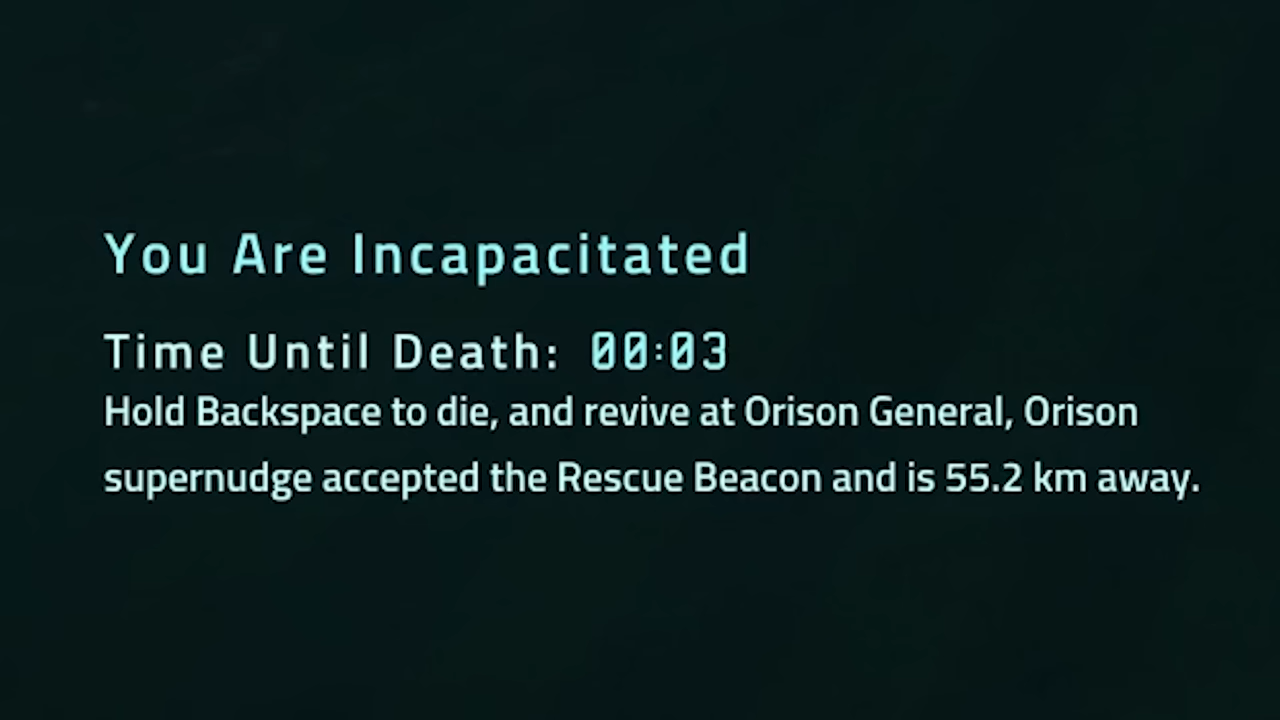 You Are Incapacitated
Time Until Death: 00:03
Hold Backspace to die, and revive at Orison General, Orison
supernudge accepted the Rescue Beacon and is 55.2 km away.